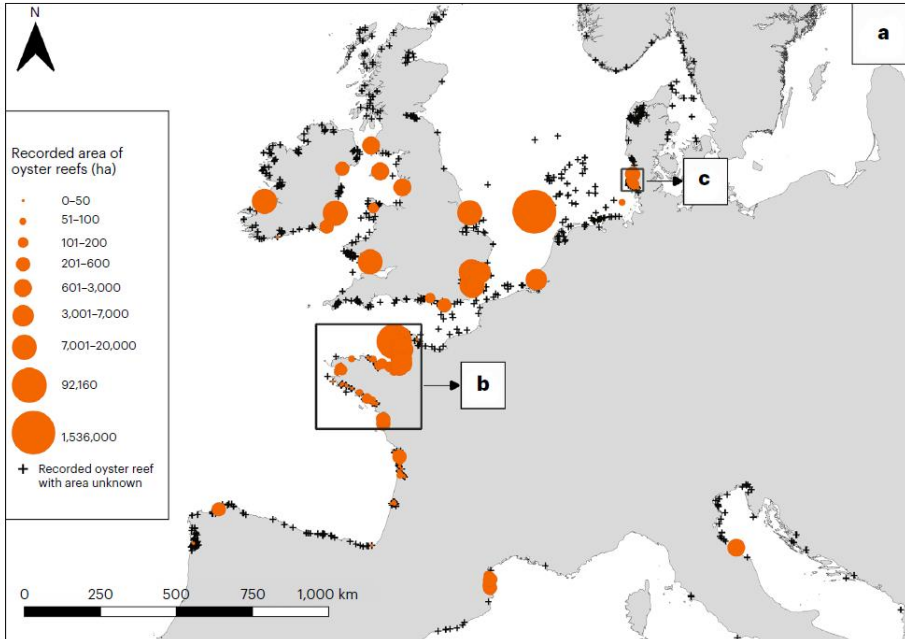 N
a
Recorded area of
oyster reefs (ha)
0–50
51–100
101–200
201–600
601–3,000
3,001–7,000
7,001–20,000
92,160
1,536,000
+ Recorded oyster reef
with area unknown
c
b
0 250 500 750 1,000 km